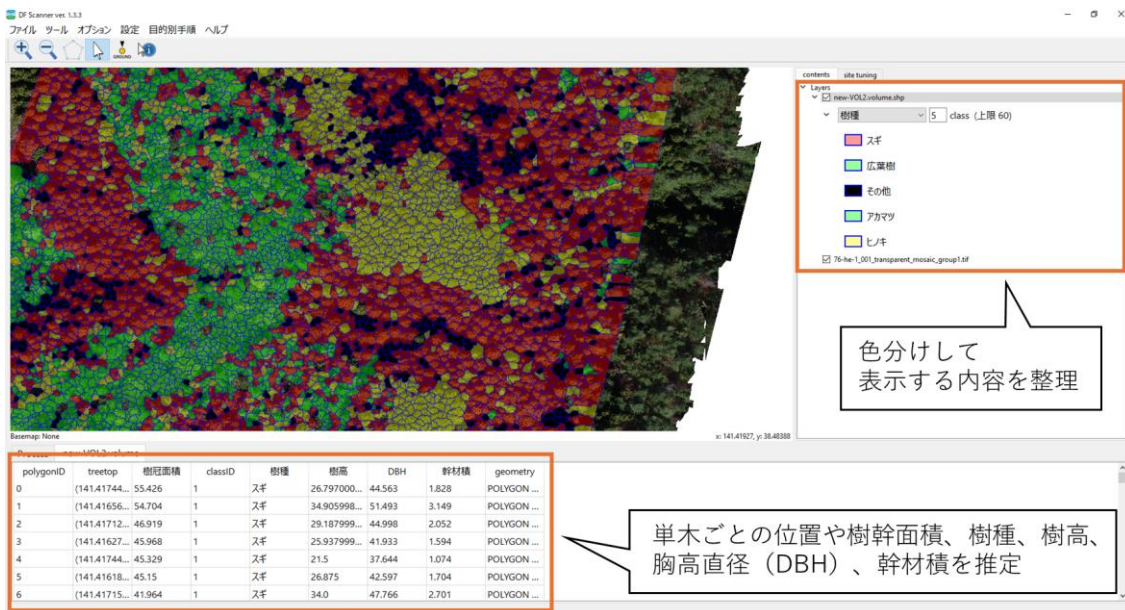 DF Scanner ver. 1.3.3
ファイル ツール オプション 設定 目的別手順 ヘルプ
GROUND
contents site tuning
Layers
new-VOL2.volume.shp
樹種 5 class (上限 60)
スギ
広葉樹
その他
アカマツ
ヒノキ
76-he-1_001_transparent_mosaic_group1.tif
色分けして
表示する内容を整理
Basemap: None x: 141.41927, y: 38.48388
Process new-VOL2.volume
polygonID treetop 樹冠面積 classID 樹種 樹高 DBH 幹材積 geometry
0 (141.41744... 55.426 1 スギ 26.797000... 44.563 1.828 POLYGON ...
1 (141.41656... 54.704 1 スギ 34.905998... 51.493 3.149 POLYGON ...
2 (141.41712... 46.919 1 スギ 29.187999... 44.998 2.052 POLYGON ...
3 (141.41627... 45.968 1 スギ 25.937999... 41.933 1.594 POLYGON ...
4 (141.41744... 45.329 1 スギ 21.5 37.644 1.074 POLYGON ...
5 (141.41618... 45.15 1 スギ 26.875 42.597 1.704 POLYGON ...
6 (141.41715... 41.964 1 スギ 34.0 47.766 2.701 POLYGON ...
単木ごとの位置や樹幹面積、樹種、樹高、
胸高直径（DBH）、幹材積を推定